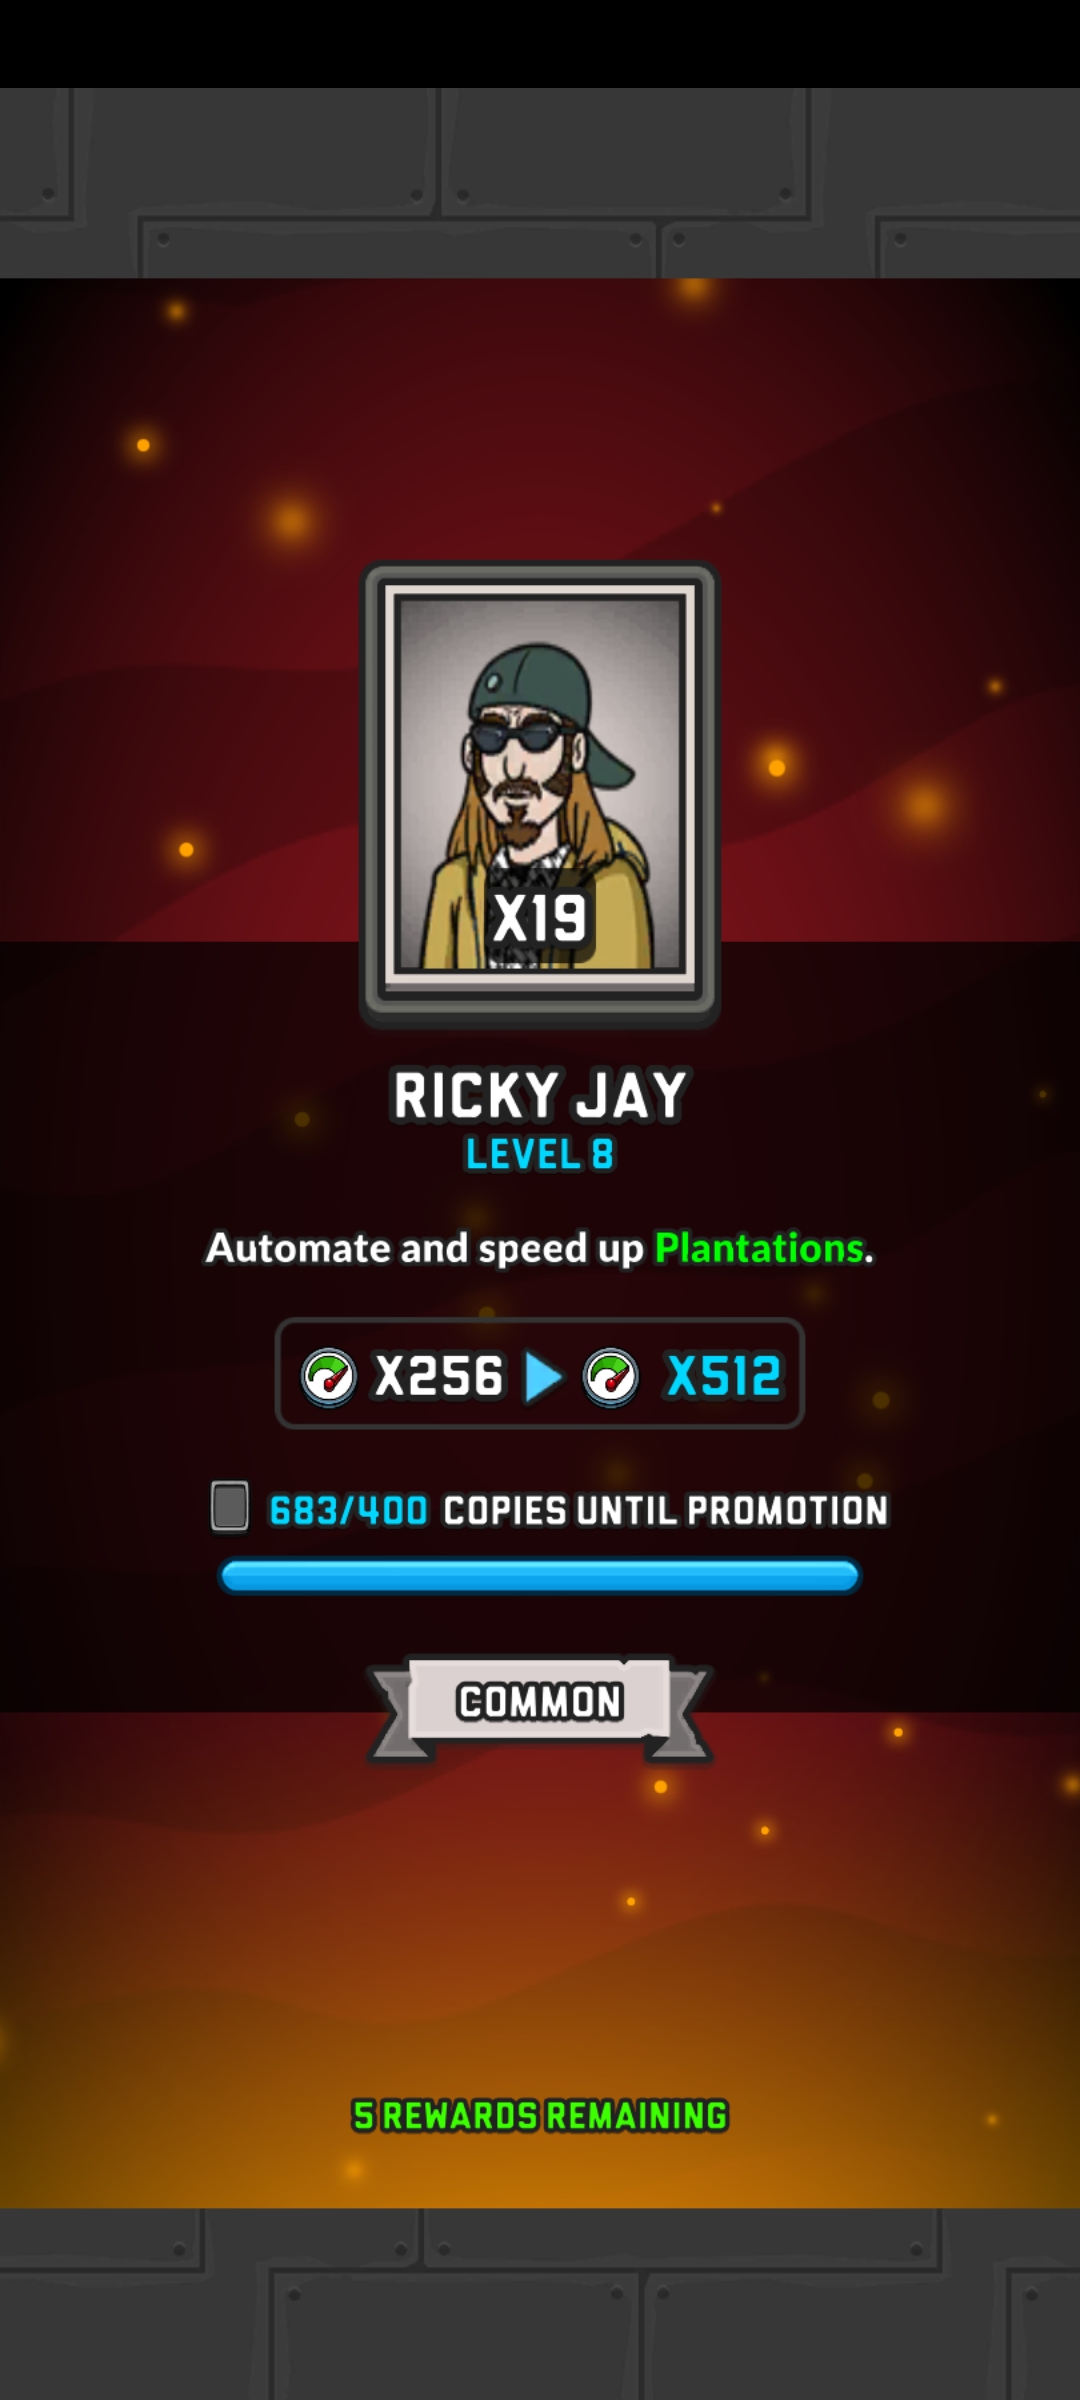 X19
RICKY JAY
LEVEL 8
Automate and speed up Plantations.
X256 X512
683/400 COPIES UNTIL PROMOTION
COMMON
5 REWARDS REMAINING